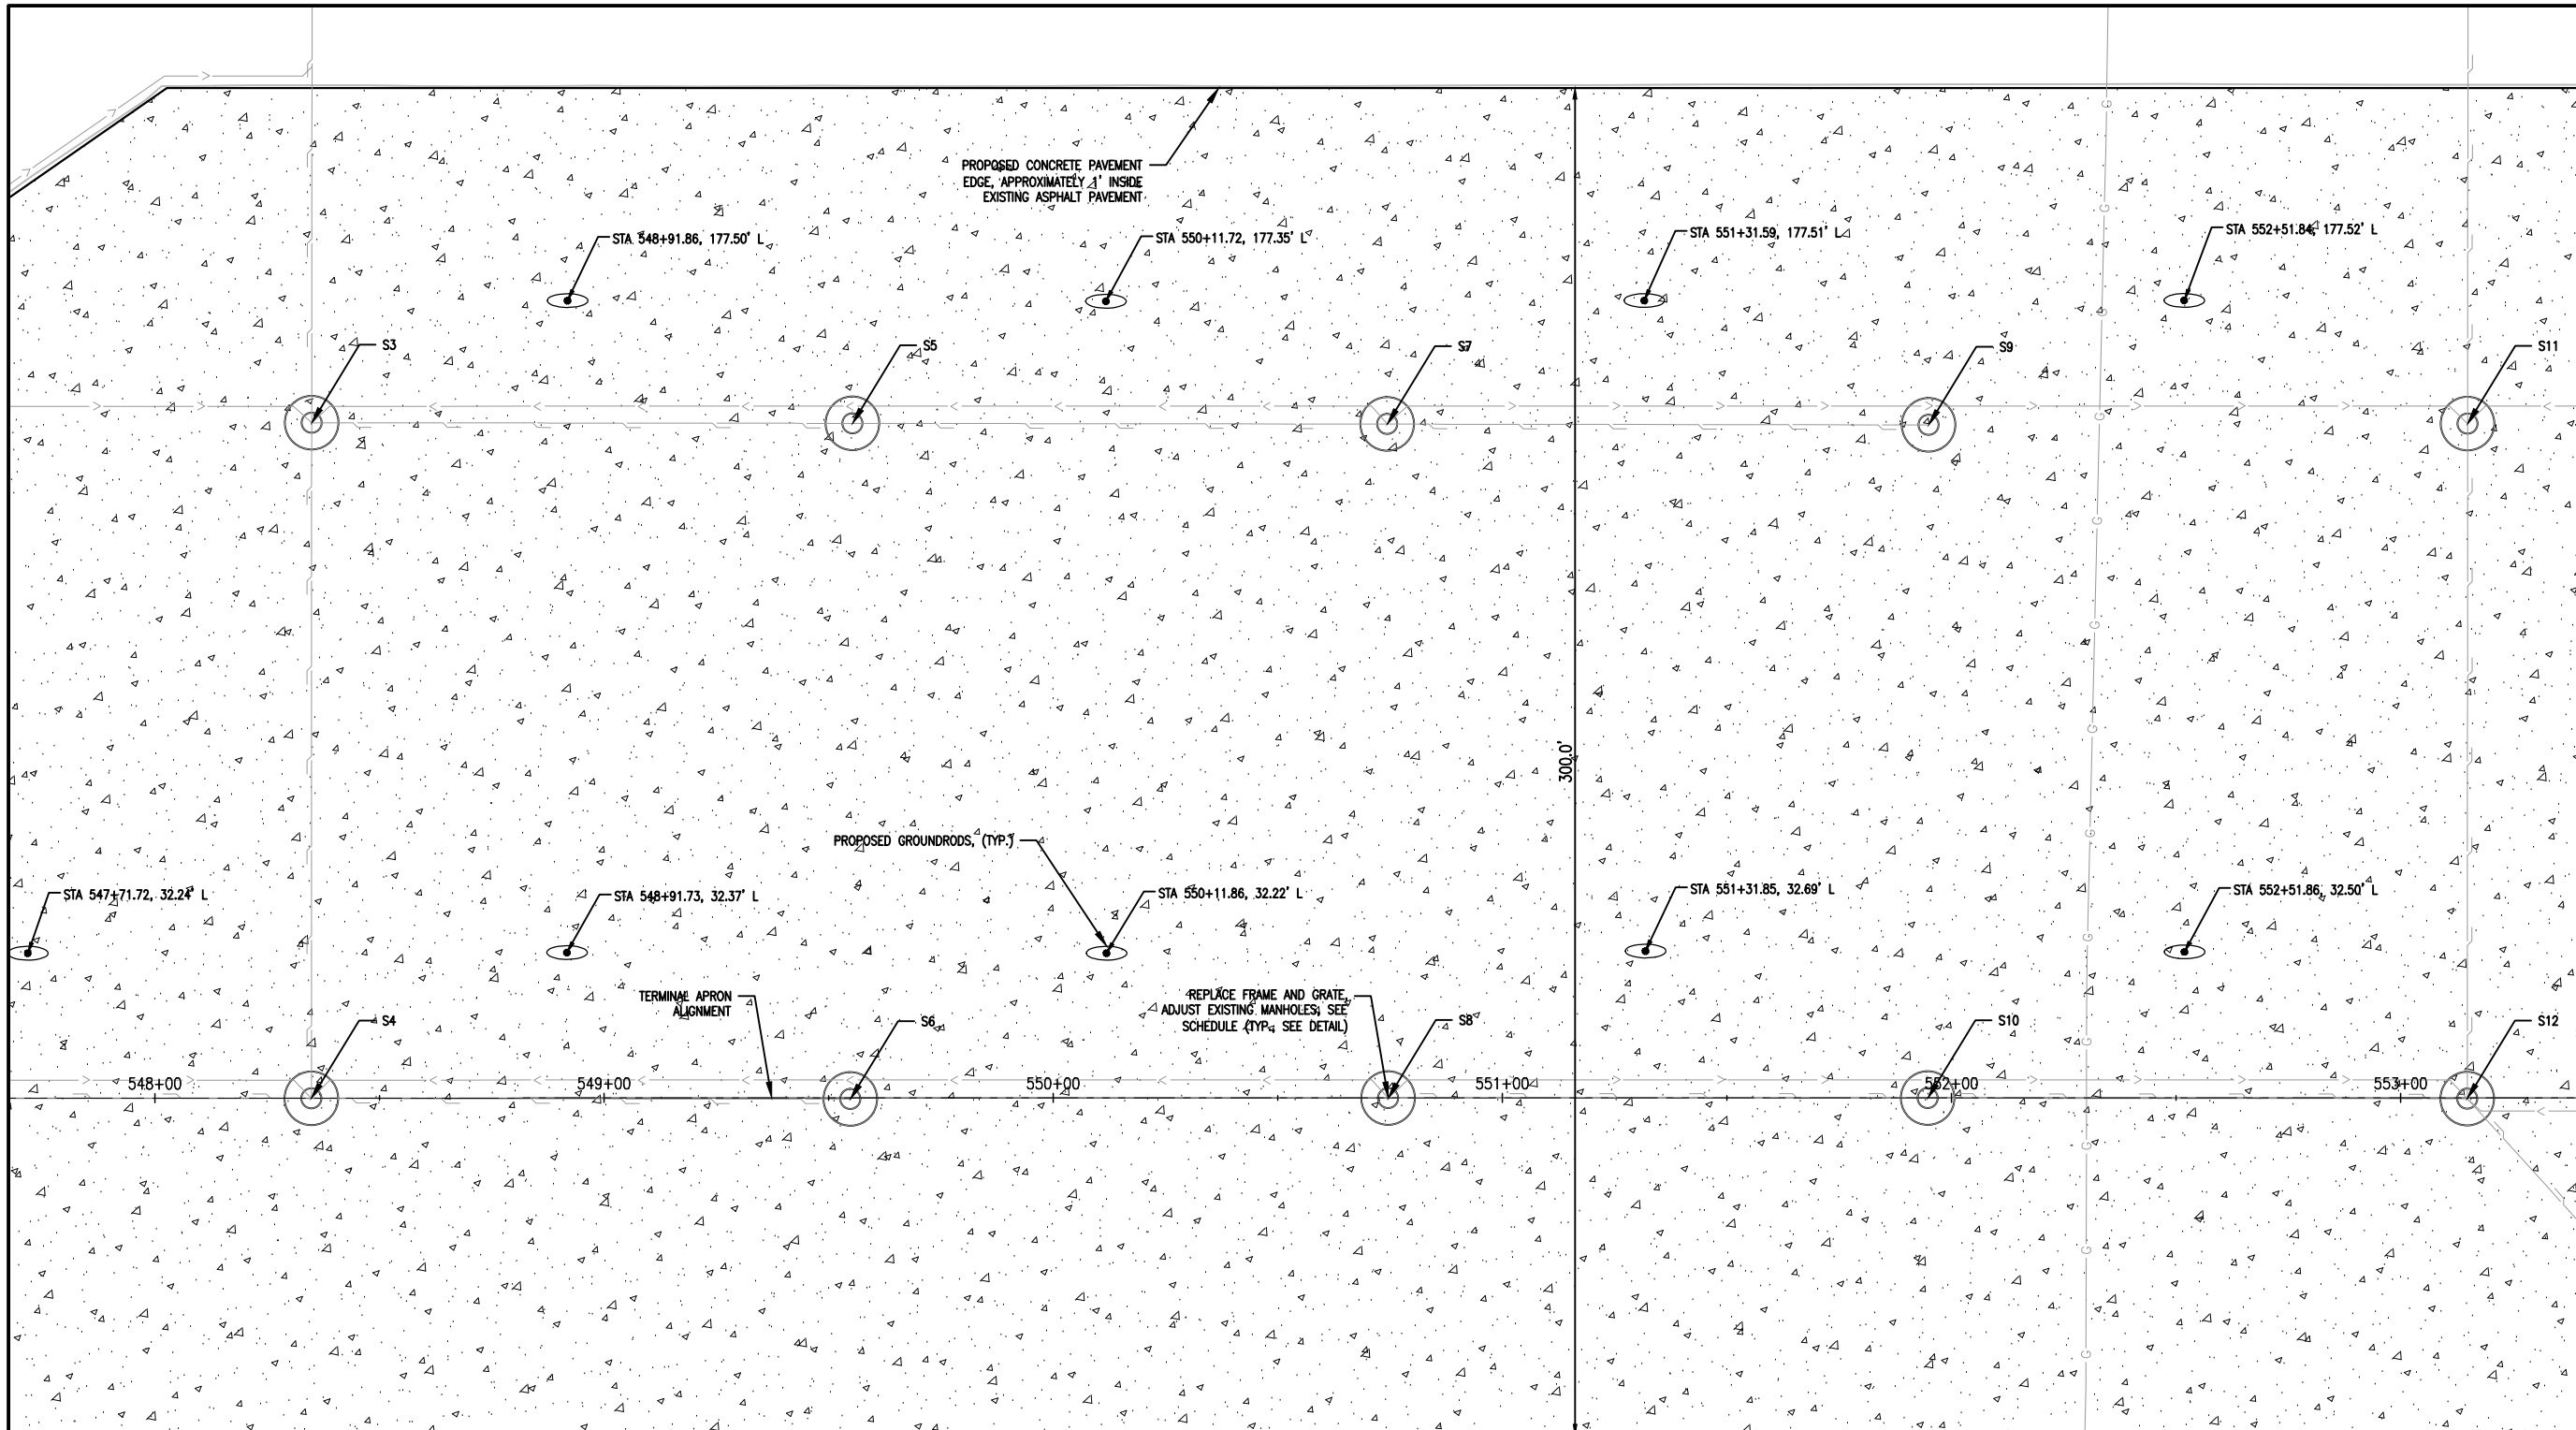 PROPOSED CONCRETE PAVEMENT
EDGE, APPROXIMATELY 1' INSIDE
EXISTING ASPHALT PAVEMENT
STA 548+91.86, 177.50' L
STA 550+11.72, 177.35' L
STA 551+31.59, 177.51' L
STA 552+51.84, 177.52' L
S3
S5
S7
S9
S11
300.0'
PROPOSED GROUNDRODS, (TYP.)
STA 547+71.72, 32.24' L
STA 548+91.73, 32.37' L
STA 550+11.86, 32.22' L
STA 551+31.85, 32.69' L
STA 552+51.86, 32.50' L
TERMINAL APRON
ALIGNMENT
REPLACE FRAME AND GRATE,
ADJUST EXISTING MANHOLES; SEE
SCHEDULE (TYP., SEE DETAIL)
S4
S6
S8
S10
S12
548+00
549+00
550+00
551+00
552+00
553+00
G
G
G
G
G
G
G
G
G
G
G
G
G